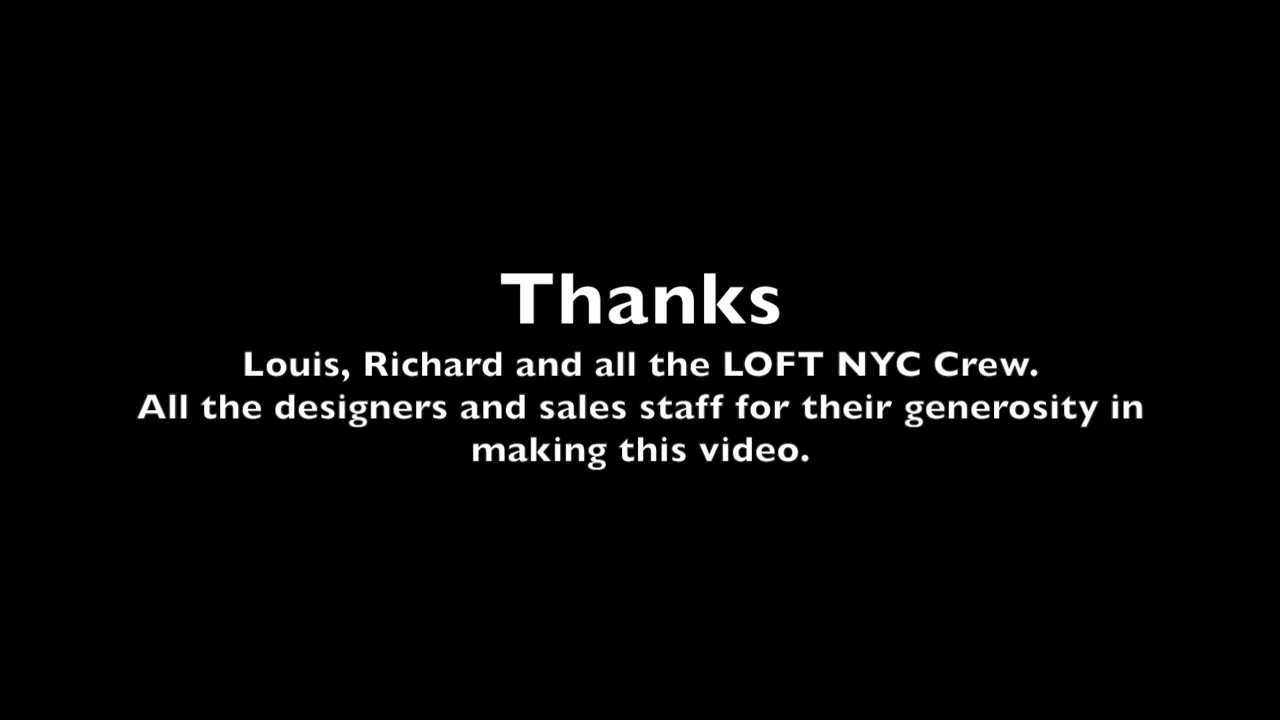 Thanks
Louis, Richard and all the LOFT NYC Crew.
All the designers and sales staff for their generosity in
making this video.